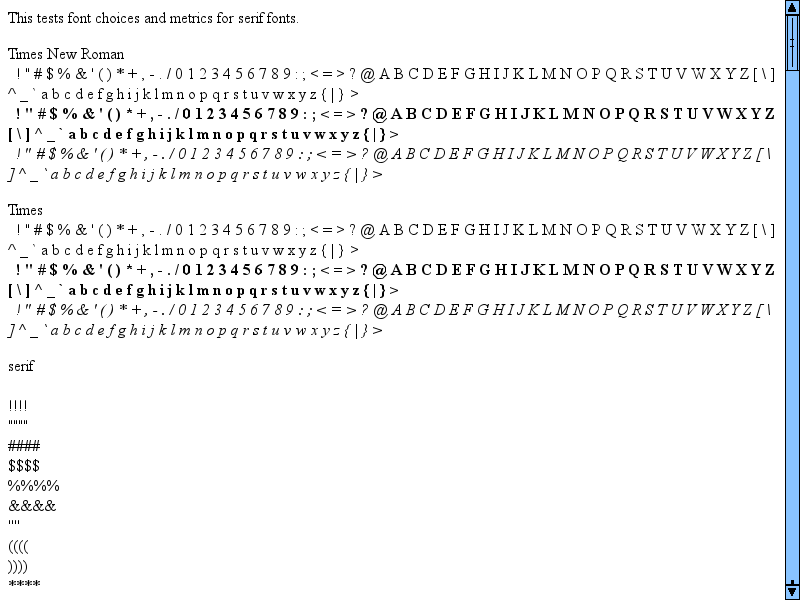 This tests font choices and metrics for serif fonts.
Times New Roman
! " # $ % & ' ( ) * + , - . / 0 1 2 3 4 5 6 7 8 9 : ; < = > ? @ A B C D E F G H I J K L M N O P Q R S T U V W X Y Z [ \ ]
^ _ ` a b c d e f g h i j k l m n o p q r s t u v w x y z { | } >
! " # $ % & ' ( ) * + , - . / 0 1 2 3 4 5 6 7 8 9 : ; < = > ? @ A B C D E F G H I J K L M N O P Q R S T U V W X Y Z
[ \ ] ^ _ ` a b c d e f g h i j k l m n o p q r s t u v w x y z { | } >
! " # $ % & ' ( ) * + , - . / 0 1 2 3 4 5 6 7 8 9 : ; < = > ? @ A B C D E F G H I J K L M N O P Q R S T U V W X Y Z [ \
] ^ _ ` a b c d e f g h i j k l m n o p q r s t u v w x y z { | } >
Times
! " # $ % & ' ( ) * + , - . / 0 1 2 3 4 5 6 7 8 9 : ; < = > ? @ A B C D E F G H I J K L M N O P Q R S T U V W X Y Z [ \ ]
^ _ ` a b c d e f g h i j k l m n o p q r s t u v w x y z { | } >
! " # $ % & ' ( ) * + , - . / 0 1 2 3 4 5 6 7 8 9 : ; < = > ? @ A B C D E F G H I J K L M N O P Q R S T U V W X Y Z
[ \ ] ^ _ ` a b c d e f g h i j k l m n o p q r s t u v w x y z { | } >
! " # $ % & ' ( ) * + , - . / 0 1 2 3 4 5 6 7 8 9 : ; < = > ? @ A B C D E F G H I J K L M N O P Q R S T U V W X Y Z [ \
] ^ _ ` a b c d e f g h i j k l m n o p q r s t u v w x y z { | } >
serif
!!!!
""""
####
$$$$
%%%%
&&&&
''''
((((
))))
****